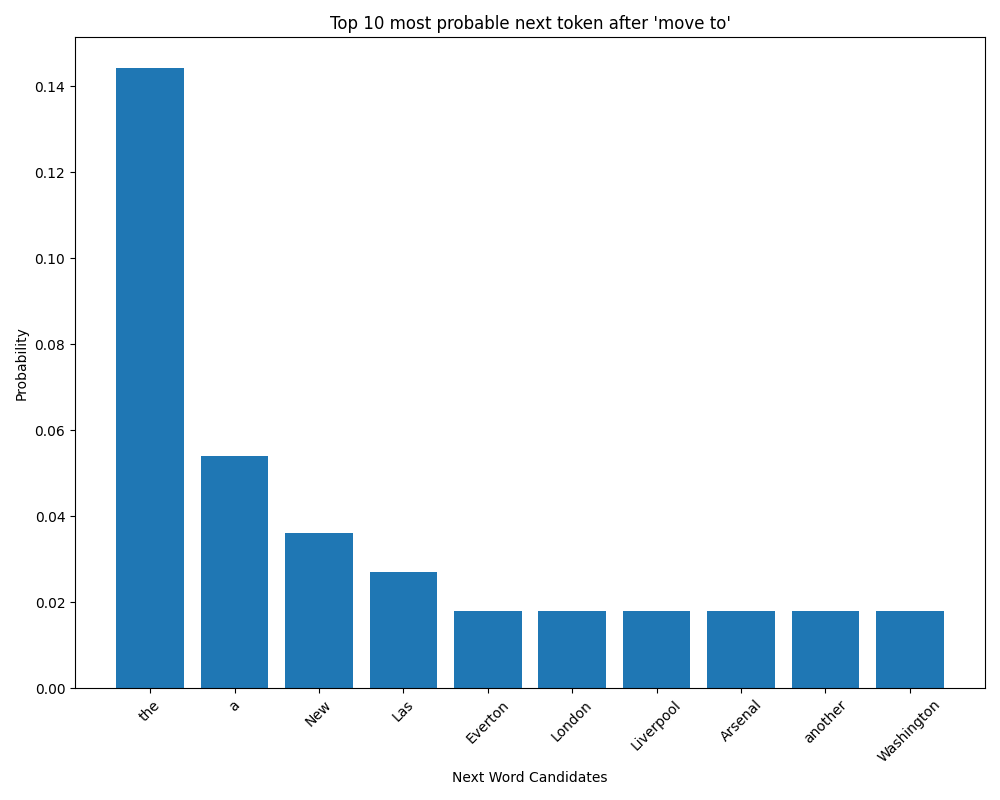 Top 10 most probable next token after 'move to'
Probability
0.14
0.12
0.10
0.08
0.06
0.04
0.02
0.00
the
a
New
Las
Everton
London
Liverpool
Arsenal
another
Washington
Next Word Candidates